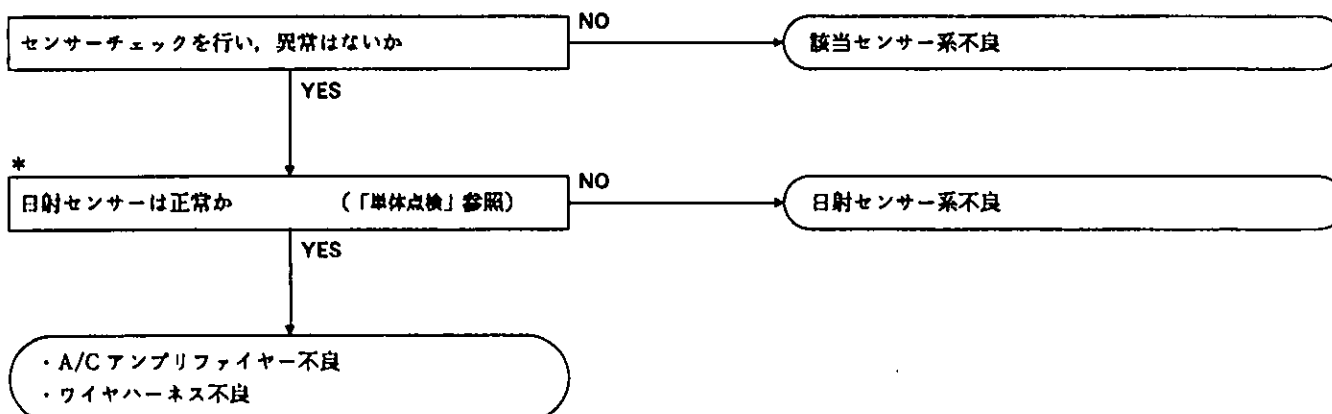 センサーチェックを行い，異常はないか
NO
該当センサー系不良
YES
*
日射センサーは正常か　　　　（「単体点検」参照）
NO
日射センサー系不良
YES
・A/Cアンプリファイヤー不良
・ワイヤハーネス不良